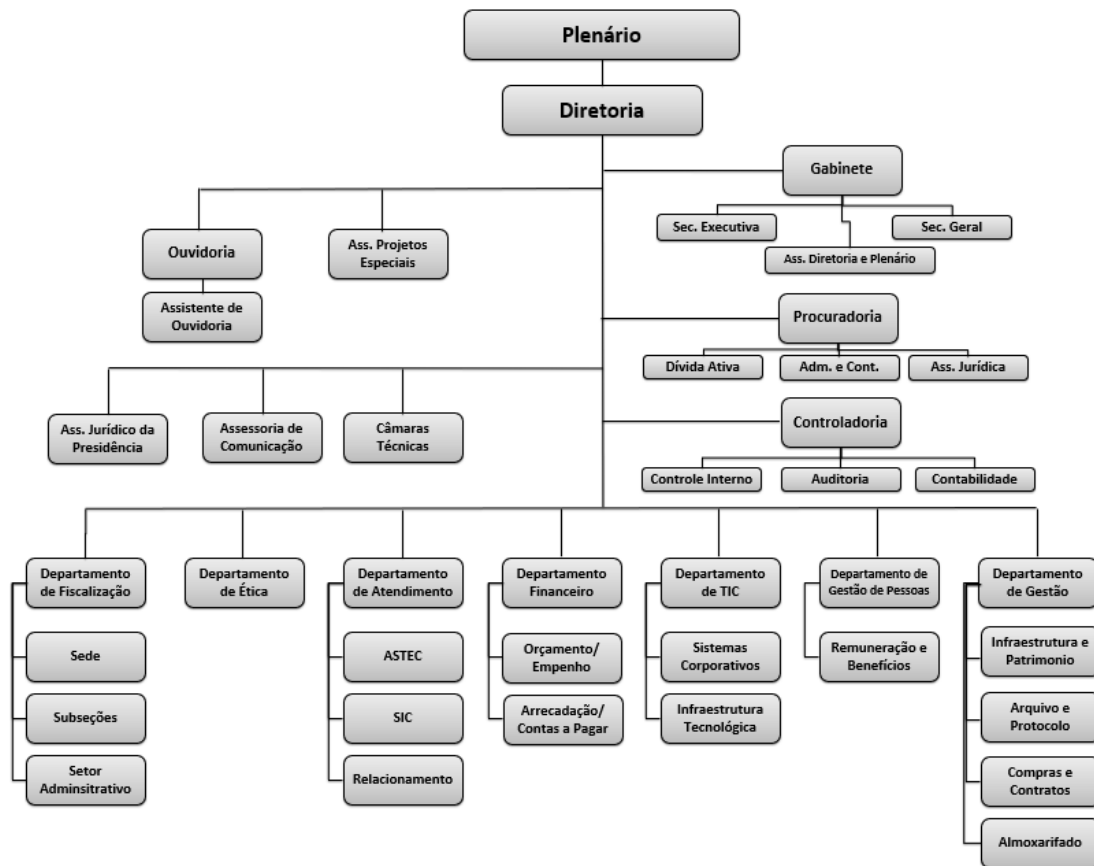 Plenário
Diretoria
Gabinete
Sec. Executiva
Sec. Geral
Ass. Diretoria e Plenário
Ouvidoria
Ass. Projetos
Especiais
Assistente de
Ouvidoria
Procuradoria
Dívida Ativa
Adm. e Cont.
Ass. Jurídica
Ass. Jurídico da
Presidência
Assessoria de
Comunicação
Câmaras
Técnicas
Controladoria
Controle Interno
Auditoria
Contabilidade
Departamento
de Fiscalização
Sede
Subseções
Setor
Adminsitrativo
Departamento
de Ética
Departamento
de Atendimento
ASTEC
SIC
Relacionamento
Departamento
Financeiro
Orçamento/
Empenho
Arrecadação/
Contas a Pagar
Departamento
de TIC
Sistemas
Corporativos
Infraestrutura
Tecnológica
Departamento de
Gestão de Pessoas
Remuneração e
Benefícios
Departamento
de Gestão
Infraestrutura e
Patrimonio
Arquivo e
Protocolo
Compras e
Contratos
Almoxarifado